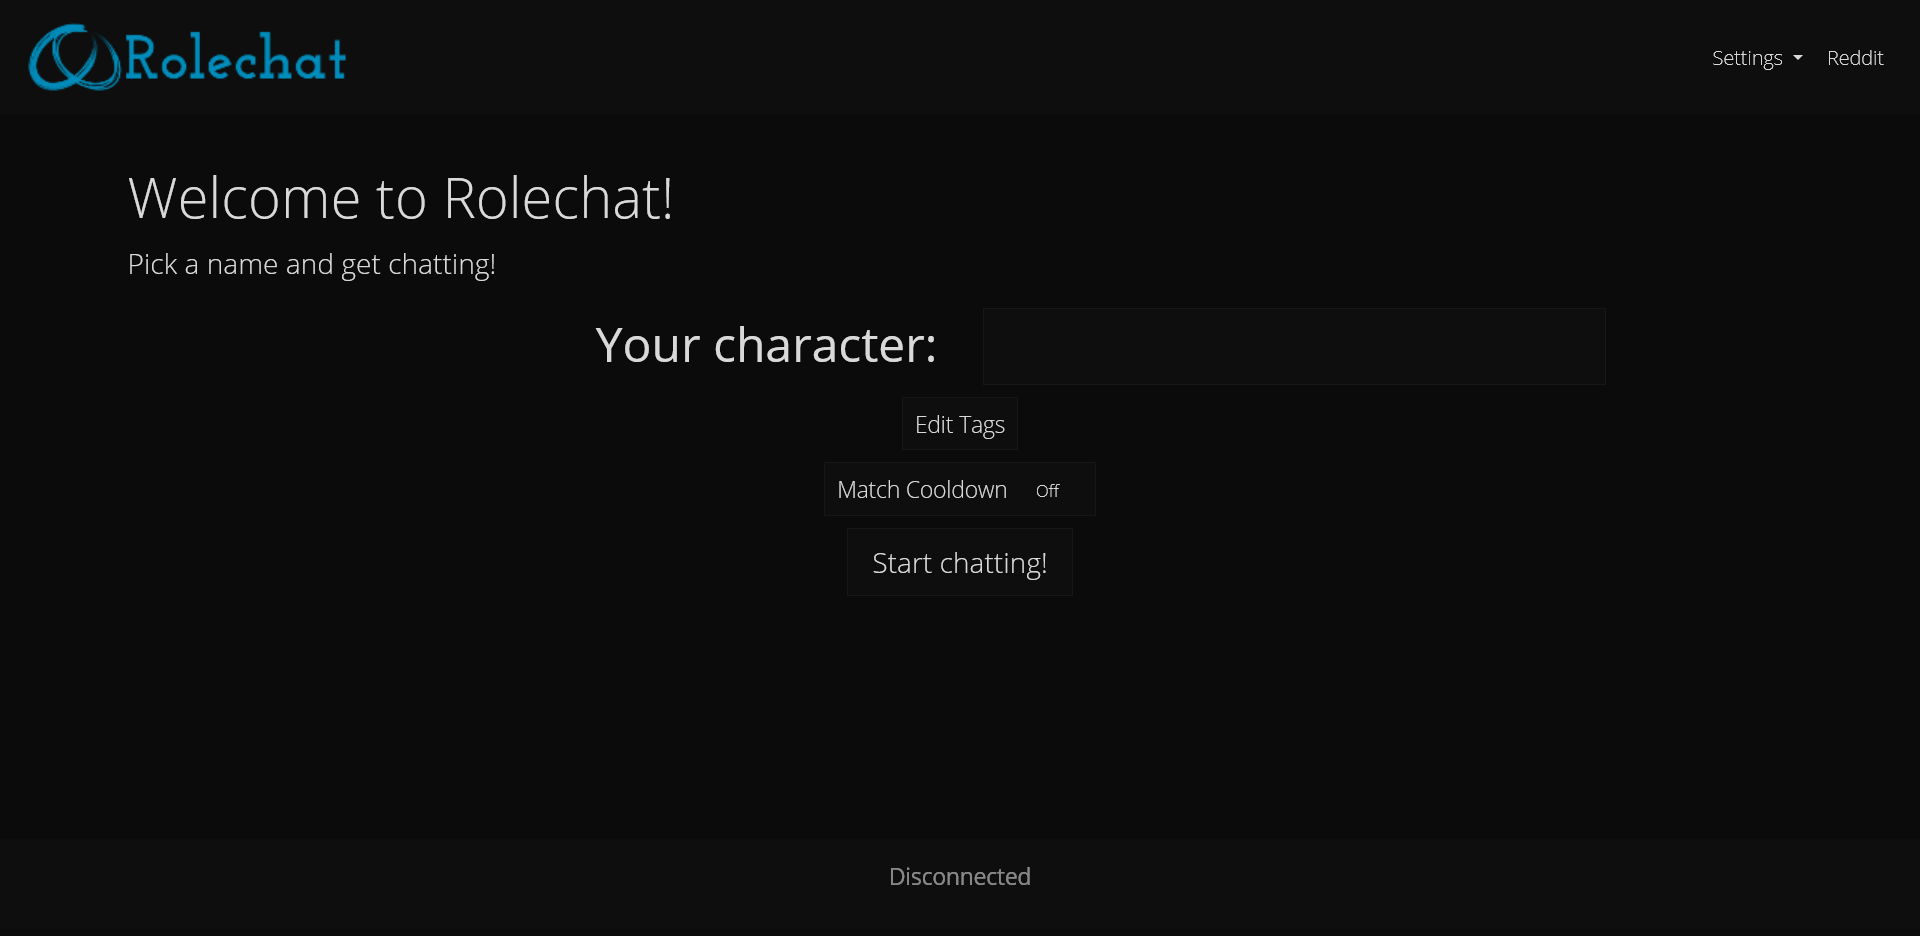 Rolechat
Settings Reddit
Welcome to Rolechat!
Pick a name and get chatting!
Your character:
Edit Tags
Match Cooldown Off
Start chatting!
Disconnected